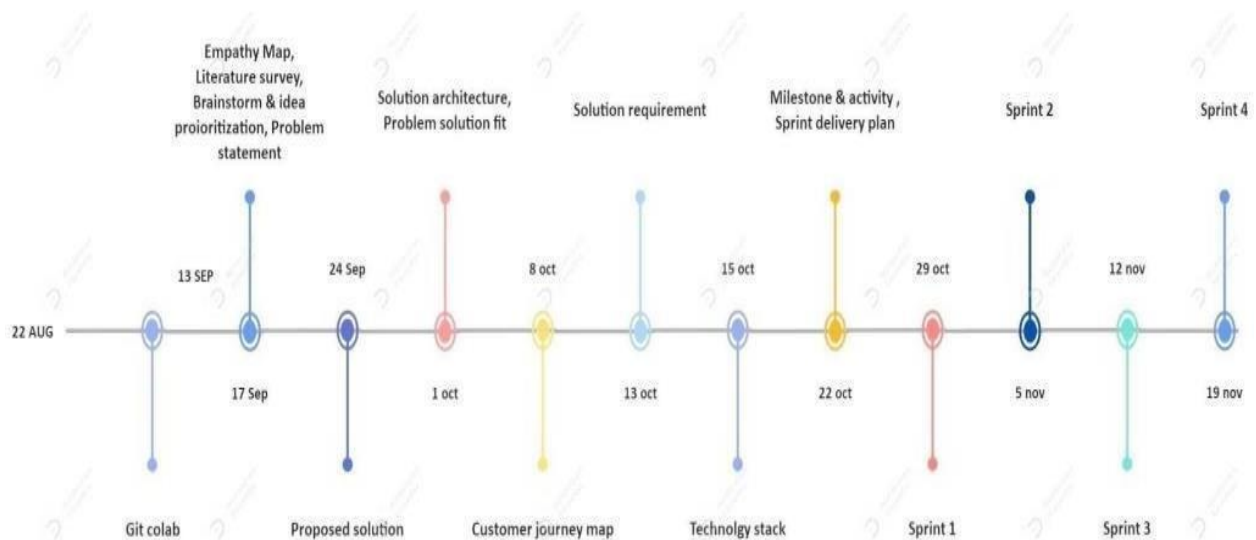 Empathy Map,
Literature survey,
Brainstorm & idea
proioritization, Problem
statement
Solution architecture,
Problem solution fit
Solution requirement
Milestone & activity ,
Sprint delivery plan
Sprint 2
Sprint 4
13 SEP
24 Sep
8 oct
15 oct
29 oct
12 nov
22 AUG
17 Sep
1 oct
13 oct
22 oct
5 nov
19 nov
Git colab
Proposed solution
Customer journey map
Technolgy stack
Sprint 1
Sprint 3